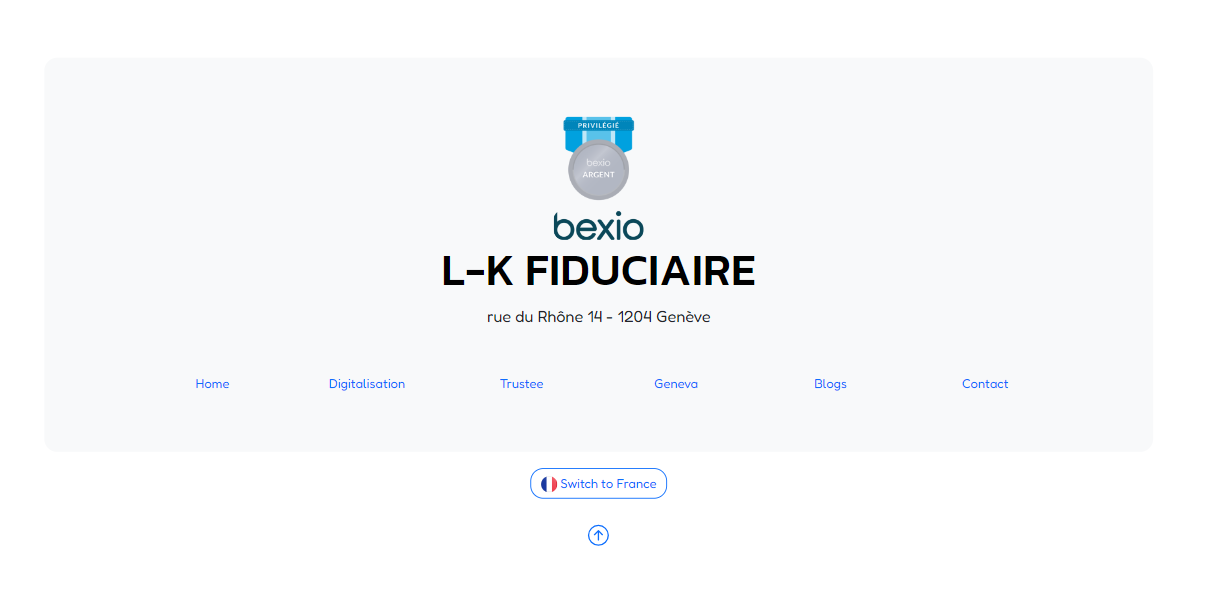 PRIVILÉGIÉ
bexio
ARGENT
bexio
L-K FIDUCIAIRE
rue du Rhône 14 - 1204 Genève
Home Digitalisation Trustee Geneva Blogs Contact
Switch to France